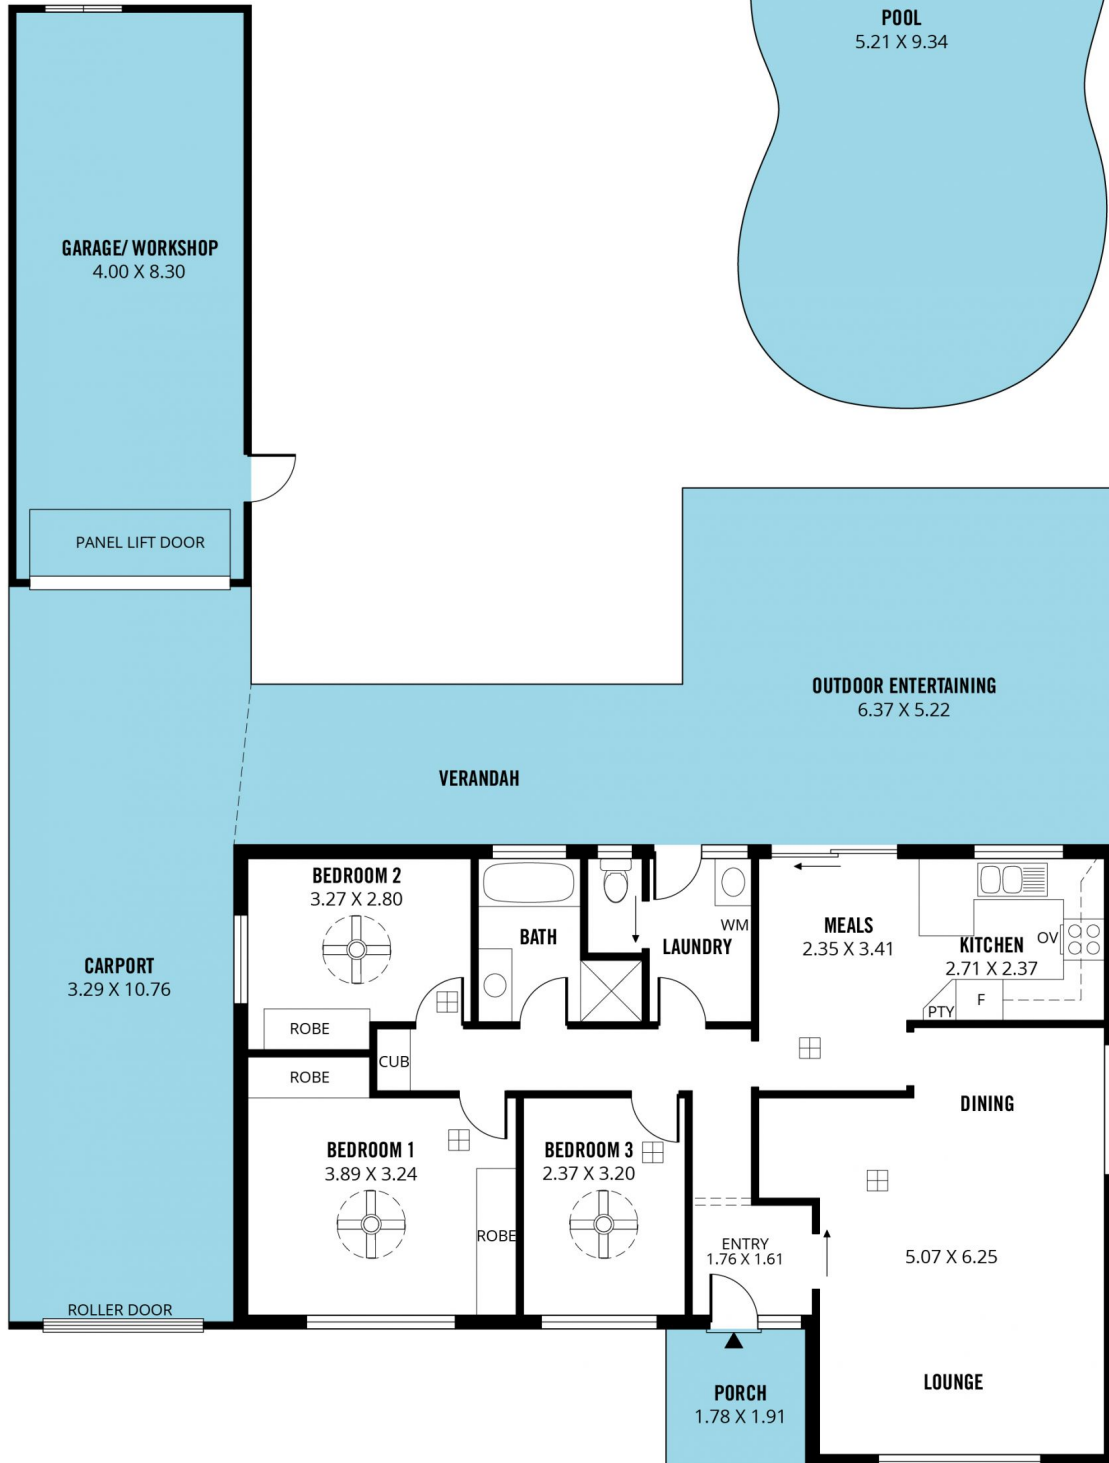 POOL
5.21 X 9.34
GARAGE/ WORKSHOP
4.00 X 8.30
PANEL LIFT DOOR
OUTDOOR ENTERTAINING
6.37 X 5.22
VERANDAH
BEDROOM 2
3.27 X 2.80
BATH
LAUNDRY
WM
MEALS
2.35 X 3.41
KITCHEN
2.71 X 2.37
OV
PTY
F
CARPORT
3.29 X 10.76
ROBE
CUB
ROBE
DINING
BEDROOM 1
3.89 X 3.24
BEDROOM 3
2.37 X 3.20
ROBE
ENTRY
1.76 X 1.61
5.07 X 6.25
ROLLER DOOR
LOUNGE
PORCH
1.78 X 1.91